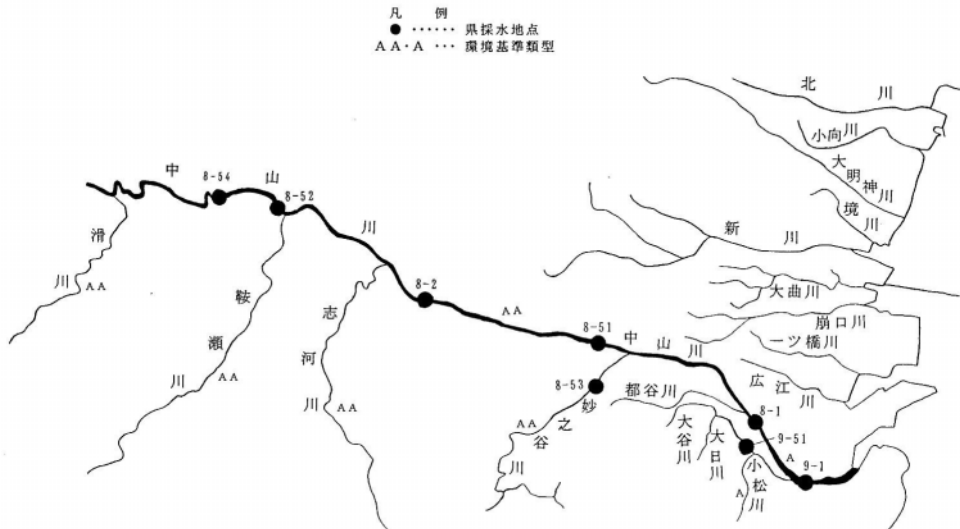 凡例
●‥‥‥県採水地点
AA・A‥‥環境基準類型
北川
小向川
大明神川
境川
新川
大曲川
崩口川
一ツ橋川
広江川
中山川
8-54
8-52
滑川
AA
鞍瀬川
AA
志河川
AA
8-2
AA
8-51
中山川
8-53
妙之谷川
AA
都谷川
大谷川
大日川
小松川
A
8-1
9-51
A
9-1